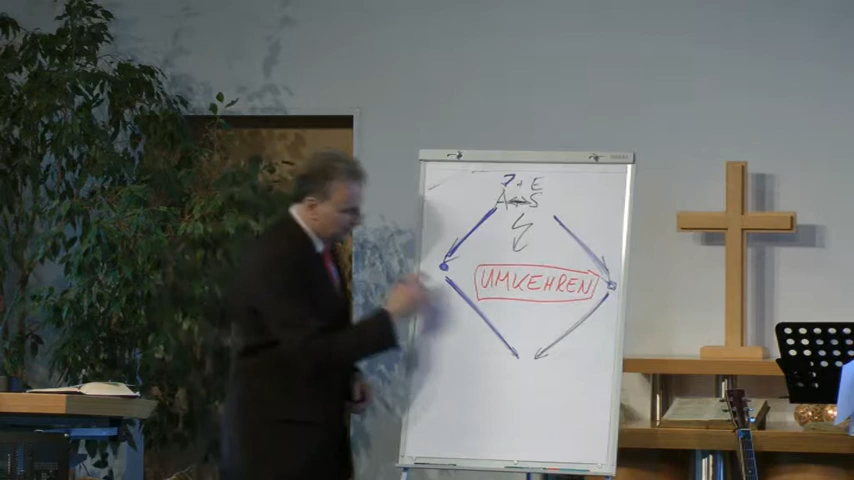 ? + E
A ↔ S
UMKEHREN